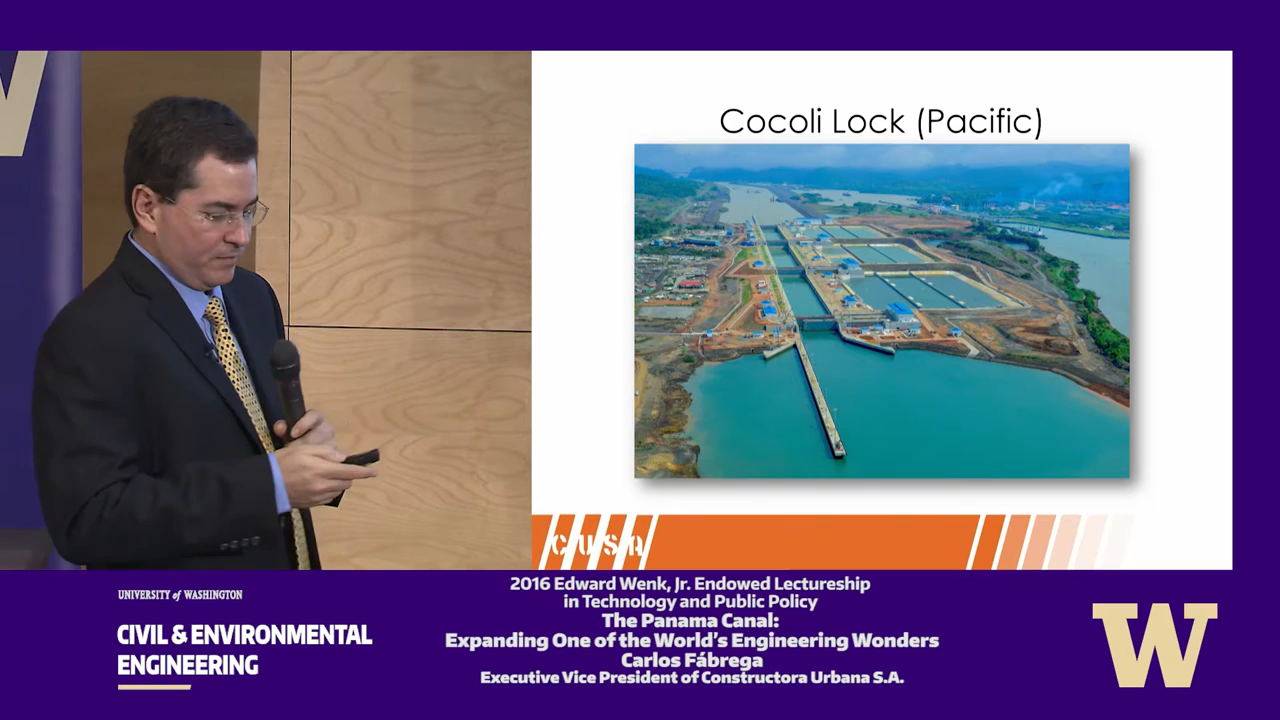 Cocoli Lock (Pacific)
CUSA
UNIVERSITY of WASHINGTON
CIVIL & ENVIRONMENTAL
ENGINEERING
2016 Edward Wenk, Jr. Endowed Lectureship
in Technology and Public Policy
The Panama Canal:
Expanding One of the World's Engineering Wonders
Carlos Fábrega
Executive Vice President of Constructora Urbana S.A.
W